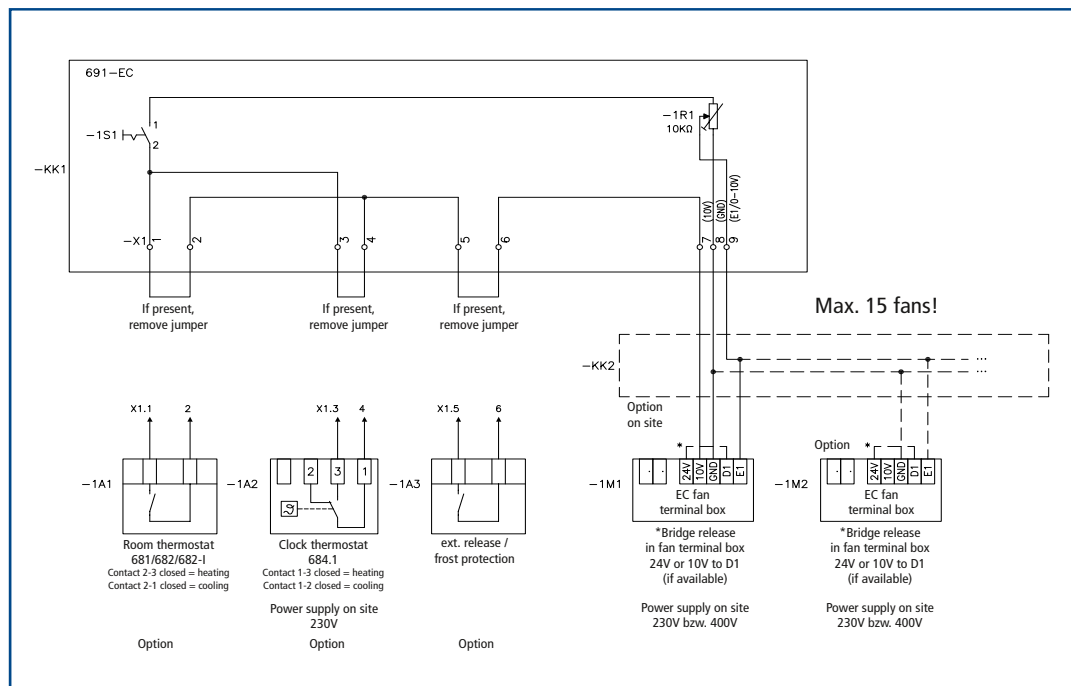 691-EC
-1S1
1
2
-1R1
10KΩ
-KK1
(10V)
(GND)
(E1/0-10V)
-X1
1
2
3
4
5
6
7
8
9
If present,
remove jumper
If present,
remove jumper
If present,
remove jumper
Max. 15 fans!
-KK2
...
...
Option
on site
X1.1 2
X1.3 4
X1.5 6
-1A1
-1A2
2 3 1
-1A3
Room thermostat
681/682/682-I
Contact 2-3 closed = heating
Contact 2-1 closed = cooling
Option
Clock thermostat
684.1
Contact 1-3 closed = heating
Contact 1-2 closed = cooling
Power supply on site
230V
Option
ext. release /
frost protection
Option
*
-1M1
24V 10V GND D1 E1
EC fan
terminal box
*Bridge release
in fan terminal box
24V or 10V to D1
(if available)
Power supply on site
230V bzw. 400V
Option
*
-1M2
24V 10V GND D1 E1
EC fan
terminal box
*Bridge release
in fan terminal box
24V or 10V to D1
(if available)
Power supply on site
230V bzw. 400V